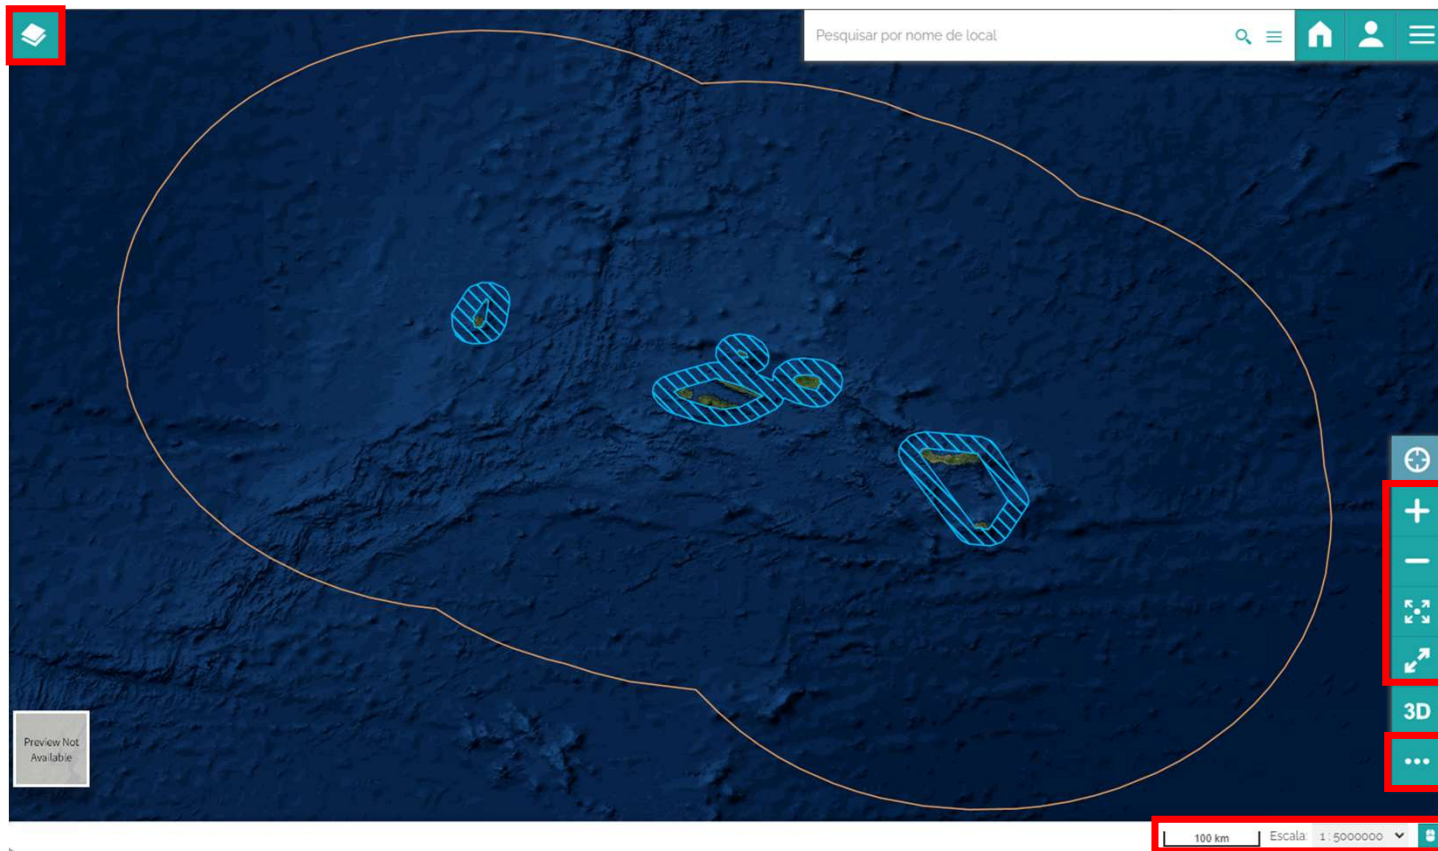 Pesquisar por nome de local
3D
Preview Not
Available
100 km
Escala: 1 : 5000000